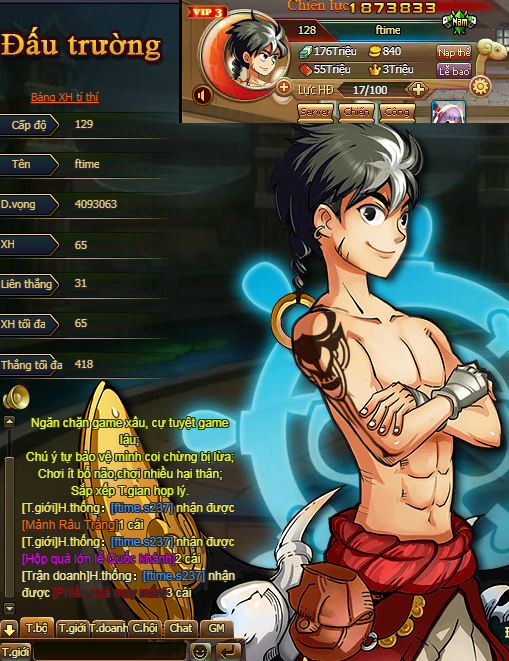 Đấu trường
VIP 3
Chiến lực 1873833
Nam
128 ftime
176Triệu 840 Nạp thẻ
55Triệu 3Triệu Lễ bao
Lực HĐ 17/100
Server Chiến Công
Bảng XH tỉ thí
Cấp độ 129
Tên ftime
D.vọng 4093063
XH 65
Liên thắng 31
XH tối đa 65
Thắng tối đa 418
Ngăn chặn game xấu, cự tuyệt game
lậu;
Chú ý tự bảo vệ mình coi chừng bị lừa;
Chơi ít bổ não,chơi nhiều hại thân;
Sắp xếp T.gian hợp lý.
[T.giới]H.thống: [ftime.s237] nhận được
[Mảnh Râu Trắng]1 cái
[T.giới]H.thống: [ftime.s237] nhận được
[Hộp quà lớn lễ Quốc khánh]2 cái
[Trận doanh]H.thống: [ftime.s237] nhận
được [Phiếu quà may mắn]3 cái
T.bộ T.giới T.doanh C.hội Chat GM
T.giới